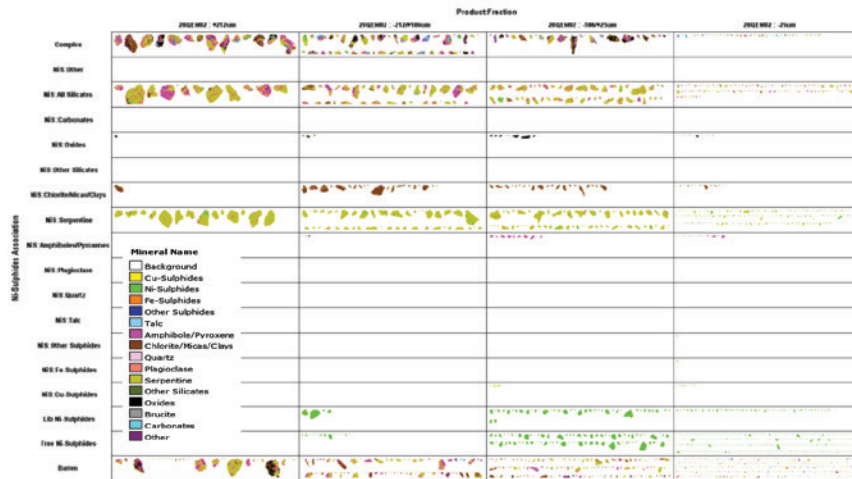 Product Fraction
Complex
NiS:Other
NiS:All Silicates
NiS:Carbonates
NiS:Oxides
NiS:Other Silicates
NiS:Chlorite/Micas/Clays
NiS:Serpentine
NiS:Amphiboles/Pyroxenes
NiS:Plagioclase
NiS:Quartz
NiS:Talc
NiS:Other Sulphides
NiS:Fe-Sulphides
NiS:Cu-Sulphides
Lib Ni-Sulphides
Free Ni-Sulphides
Barren
Ni-Sulphides Association
Mineral Name
Background
Cu-Sulphides
Ni-Sulphides
Fe-Sulphides
Other Sulphides
Talc
Amphibole/Pyroxene
Chlorite/Micas/Clays
Quartz
Plagioclase
Serpentine
Other Silicates
Oxides
Brucite
Carbonates
Other